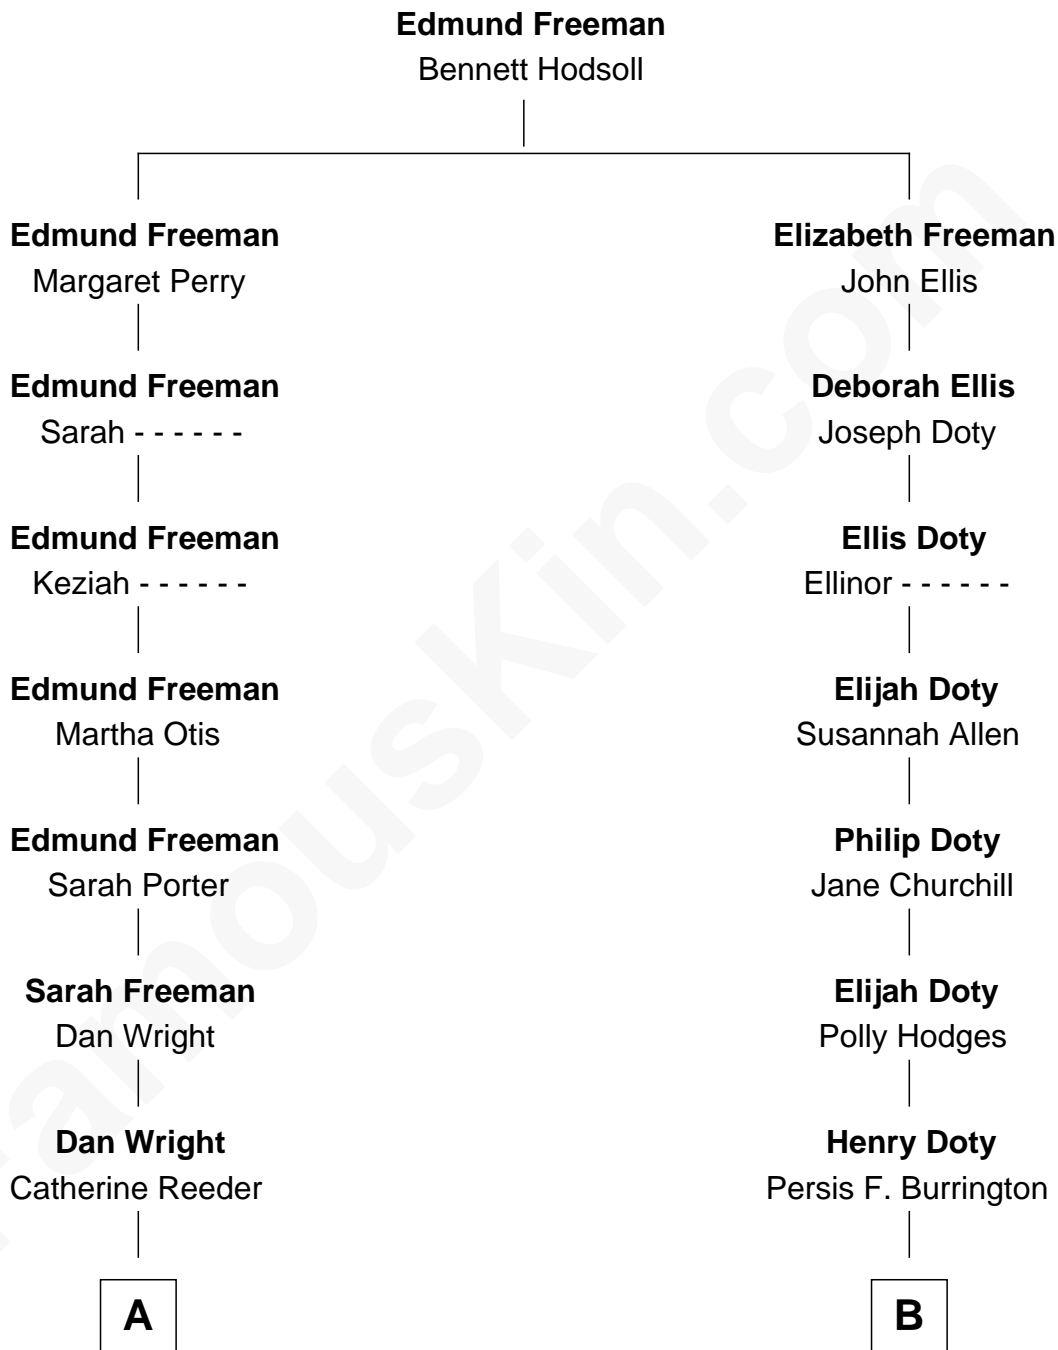 Edmund Freeman
Bennett Hodsoll
Edmund Freeman
Margaret Perry
Elizabeth Freeman
John Ellis
Edmund Freeman
Sarah - - - - - -
Deborah Ellis
Joseph Doty
Edmund Freeman
Keziah - - - - - -
Ellis Doty
Ellinor - - - - - -
Edmund Freeman
Martha Otis
Elijah Doty
Susannah Allen
Edmund Freeman
Sarah Porter
Philip Doty
Jane Churchill
Sarah Freeman
Dan Wright
Elijah Doty
Polly Hodges
Dan Wright
Catherine Reeder
Henry Doty
Persis F. Burrington
A
B
FamousKin.com